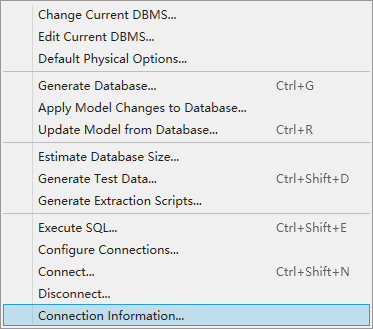 Change Current DBMS...
Edit Current DBMS...
Default Physical Options...
Generate Database... Ctrl+G
Apply Model Changes to Database...
Update Model from Database... Ctrl+R
Estimate Database Size...
Generate Test Data... Ctrl+Shift+D
Generate Extraction Scripts...
Execute SQL... Ctrl+Shift+E
Configure Connections...
Connect... Ctrl+Shift+N
Disconnect...
Connection Information...